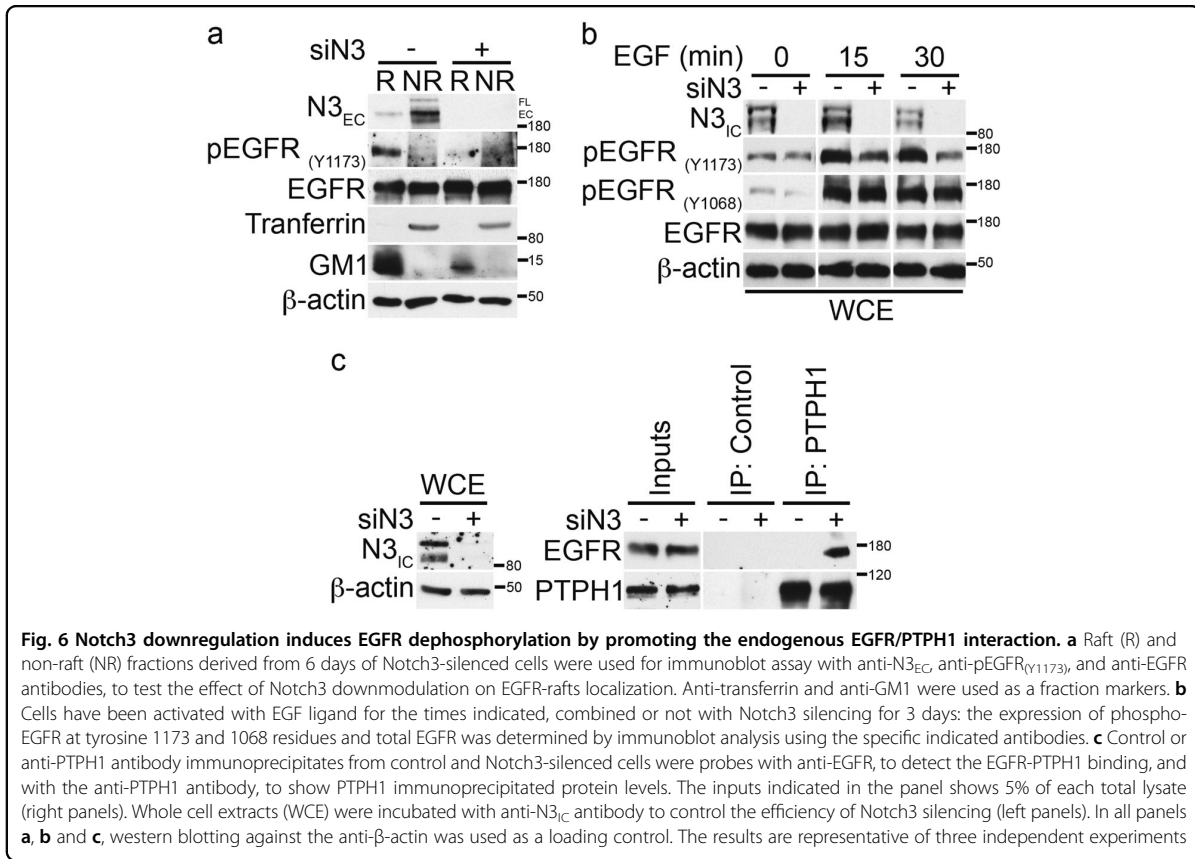 a
siN3 - +
R NR R NR
N3EC
FL
EC
180
pEGFR (Y1173)
180
EGFR
180
Tranferrin
80
GM1
15
β-actin
50
b
EGF (min) 0 15 30
siN3 - + - + - +
N3IC
80
pEGFR (Y1173)
180
pEGFR (Y1068)
180
EGFR
180
β-actin
50
WCE
c
WCE
siN3 - +
N3IC
80
β-actin
50
Inputs
IP: Control
IP: PTPH1
siN3 - + - + - +
EGFR
180
120
PTPH1
Fig. 6 Notch3 downregulation induces EGFR dephosphorylation by promoting the endogenous EGFR/PTPH1 interaction. a Raft (R) and
non-raft (NR) fractions derived from 6 days of Notch3-silenced cells were used for immunoblot assay with anti-N3EC, anti-pEGFR(Y1173), and anti-EGFR
antibodies, to test the effect of Notch3 downmodulation on EGFR-rafts localization. Anti-transferrin and anti-GM1 were used as a fraction markers. b
Cells have been activated with EGF ligand for the times indicated, combined or not with Notch3 silencing for 3 days: the expression of phospho-
EGFR at tyrosine 1173 and 1068 residues and total EGFR was determined by immunoblot analysis using the specific indicated antibodies. c Control or
anti-PTPH1 antibody immunoprecipitates from control and Notch3-silenced cells were probes with anti-EGFR, to detect the EGFR-PTPH1 binding, and
with the anti-PTPH1 antibody, to show PTPH1 immunoprecipitated protein levels. The inputs indicated in the panel shows 5% of each total lysate
(right panels). Whole cell extracts (WCE) were incubated with anti-N3IC antibody to control the efficiency of Notch3 silencing (left panels). In all panels
a, b and c, western blotting against the anti-β-actin was used as a loading control. The results are representative of three independent experiments